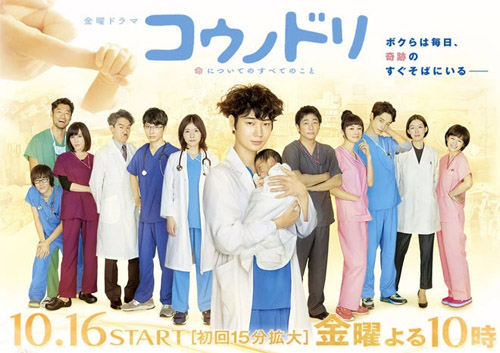 金曜ドラマ
コウノドリ
命についてのすべてのこと
ボクらは毎日、
奇跡の
すぐそばにいる——
10.16 START [初回15分拡大] 金曜よる10時